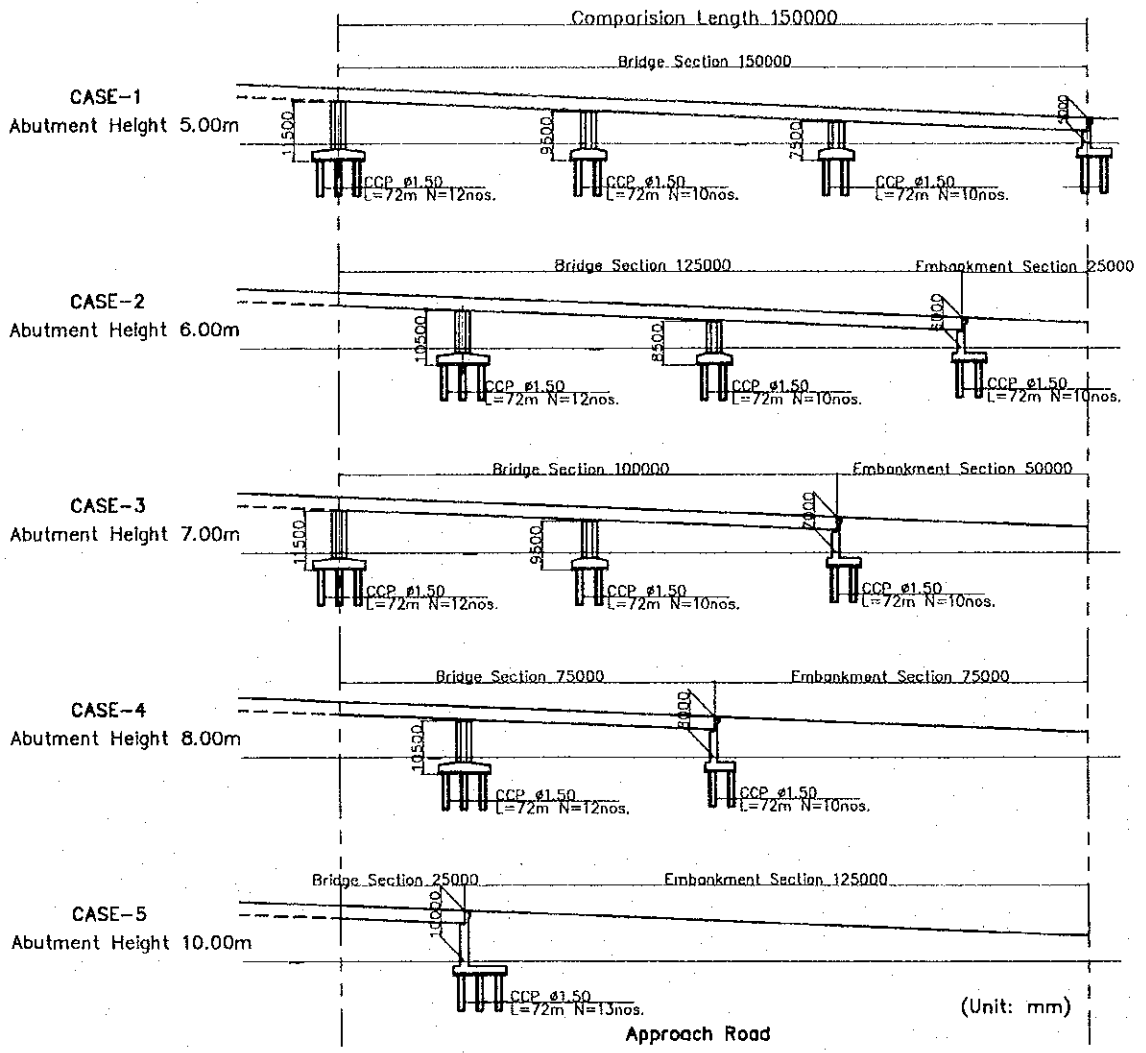 Comparision Length 150000
Bridge Section 150000
CASE-1
Abutment Height 5.00m
11500
9500
7500
5000
CCP ø1.50
L=72m N=12nos.
CCP ø1.50
L=72m N=10nos.
CCP ø1.50
L=72m N=10nos.
Bridge Section 125000
Embankment Section 25000
CASE-2
Abutment Height 6.00m
10500
8500
6000
CCP ø1.50
L=72m N=12nos.
CCP ø1.50
L=72m N=10nos.
CCP ø1.50
L=72m N=10nos.
Bridge Section 100000
Embankment Section 50000
CASE-3
Abutment Height 7.00m
11500
9500
7000
CCP ø1.50
L=72m N=12nos.
CCP ø1.50
L=72m N=10nos.
CCP ø1.50
L=72m N=10nos.
Bridge Section 75000
Embankment Section 75000
CASE-4
Abutment Height 8.00m
10500
8000
CCP ø1.50
L=72m N=12nos.
CCP ø1.50
L=72m N=10nos.
Bridge Section 25000
Embankment Section 125000
CASE-5
Abutment Height 10.00m
10000
CCP ø1.50
L=72m N=13nos.
(Unit: mm)
Approach Road